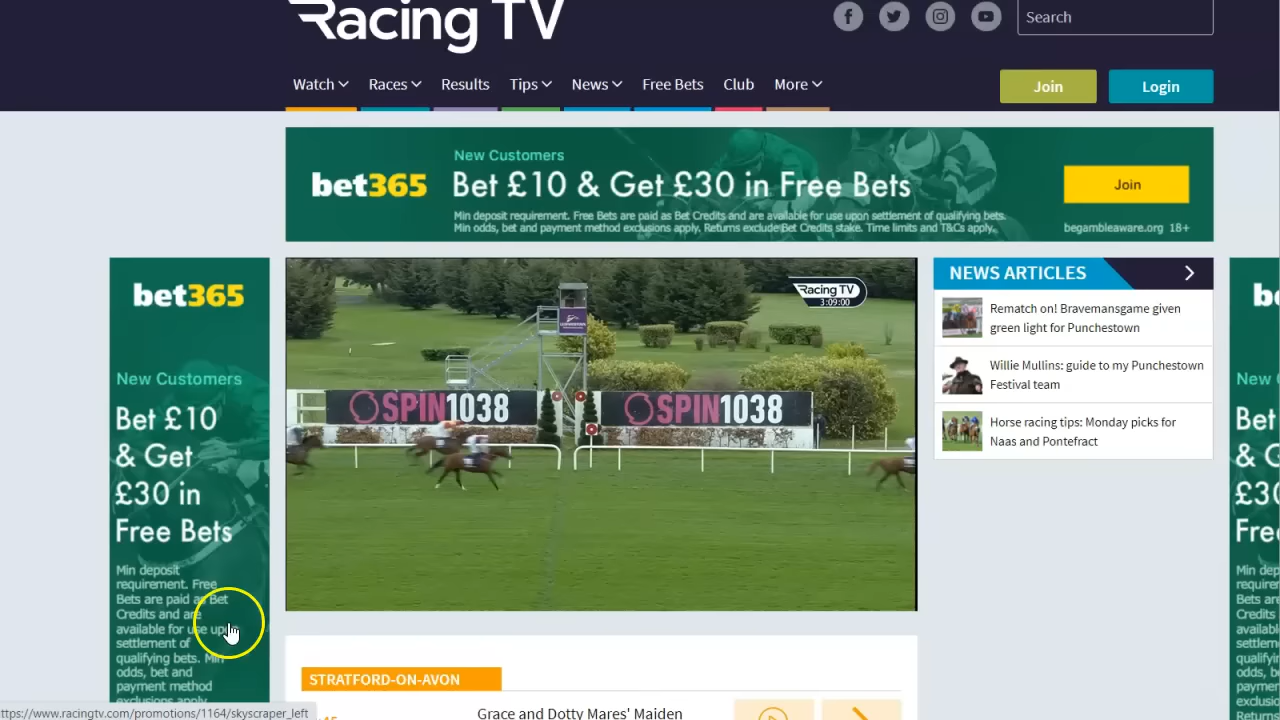 Racing TV
Search
Watch Races Results Tips News Free Bets Club More
Join
Login
New Customers
bet365
Bet £10 & Get £30 in Free Bets
Join
Min deposit requirement. Free Bets are paid as Bet Credits and are available for use upon settlement of qualifying bets.
Min odds, bet and payment method exclusions apply. Returns exclude Bet Credits stake. Time limits and T&Cs apply.
begambleaware.org 18+
bet365
New Customers
Bet £10
& Get
£30 in
Free Bets
Min deposit
requirement. Free
Bets are paid as Bet
Credits and are
available for use upon
settlement of
qualifying bets. Min
odds, bet and
payment method
exclusions apply
Racing TV
3:09:00
SPIN1038
SPIN1038
NEWS ARTICLES
Rematch on! Bravemansgame given
green light for Punchestown
Willie Mullins: guide to my Punchestown
Festival team
Horse racing tips: Monday picks for
Naas and Pontefract
STRATFORD-ON-AVON
Grace and Dotty Mares' Maiden
ttps://www.racingtv.com/promotions/1164/skyscraper_left